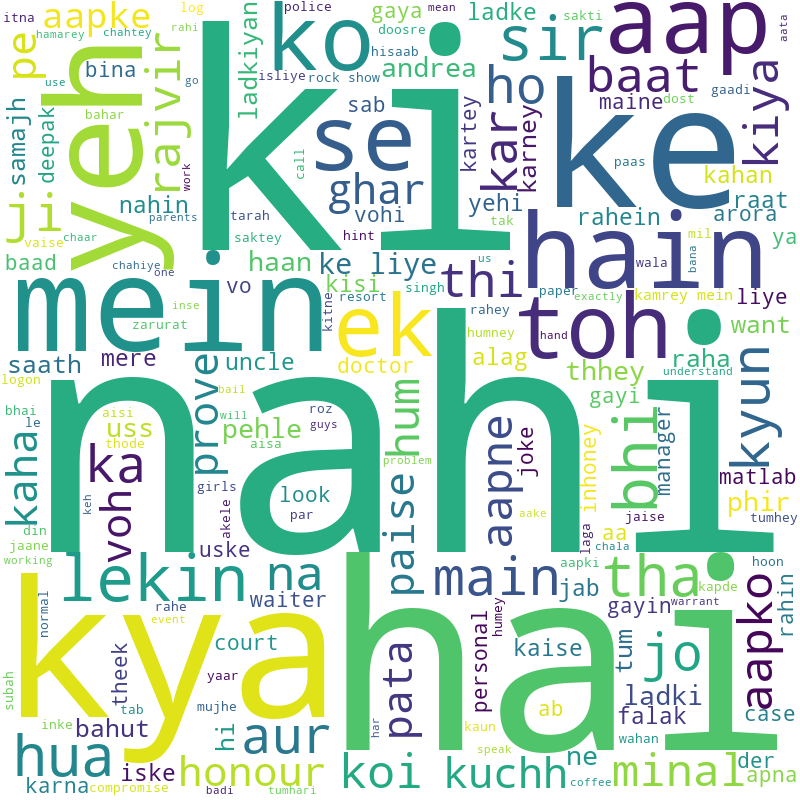 itna
log
aapke
police
gaya
ladke
sakti
aap
hamarey
chahtey
rahi
ko
ladkiyan
mean
doosre
sir
aata
pe
yeh
ki
hisaab
andrea
baat
bina
go
isliye
rock show
ho
use
rajvir
sab
maine
dost
gaadi
kiya
samajh
deepak
bahar
se
kartey
kar
karney
ke
call
paas
kahan
work
ghar
nahin
parents
vohi
yehi
raat
ji
tarah
tak
rahein
arora
vaise
chaar
saktey
hint
hain
mil
ya
baad
chahiye
one
haan
ke liye
us
thi
wala
bana
mein
vo
kisi
singh
inse
kitne
resort
rahey
paper
exactly
kamrey mein
liye
zarurat
ek
toh
humney
hand
want
saath
mere
uncle
doctor
alag
raha
understand
logon
nahi
prove
bail
hum
thhey
kyun
bhai
aisi
will
roz
gayi
le
uss
guys
pehle
aapne
joke
bhi
manager
kaha
thode
aisa
inhoney
ka
problem
matlab
voh
girls
look
paise
phir
keh
akele
par
aake
jaise
tumhey
din
aa
jaane
uske
laga
chala
working
lekin
na
main
aapki
hoon
jab
tha
kapde
kya
hai
rahe
waiter
gayin
warrant
aapko
rahin
normal
event
court
personal
humey
tum
jo
subah
theek
yaar
pata
kaise
ladki
tab
mujhe
ab
falak
case
inke
bahut
hi
aur
har
kaun
wahan
hua
speak
ne
der
iske
honour
koi
kuchh
minal
apna
karna
compromise
badi
tumhari
coffee